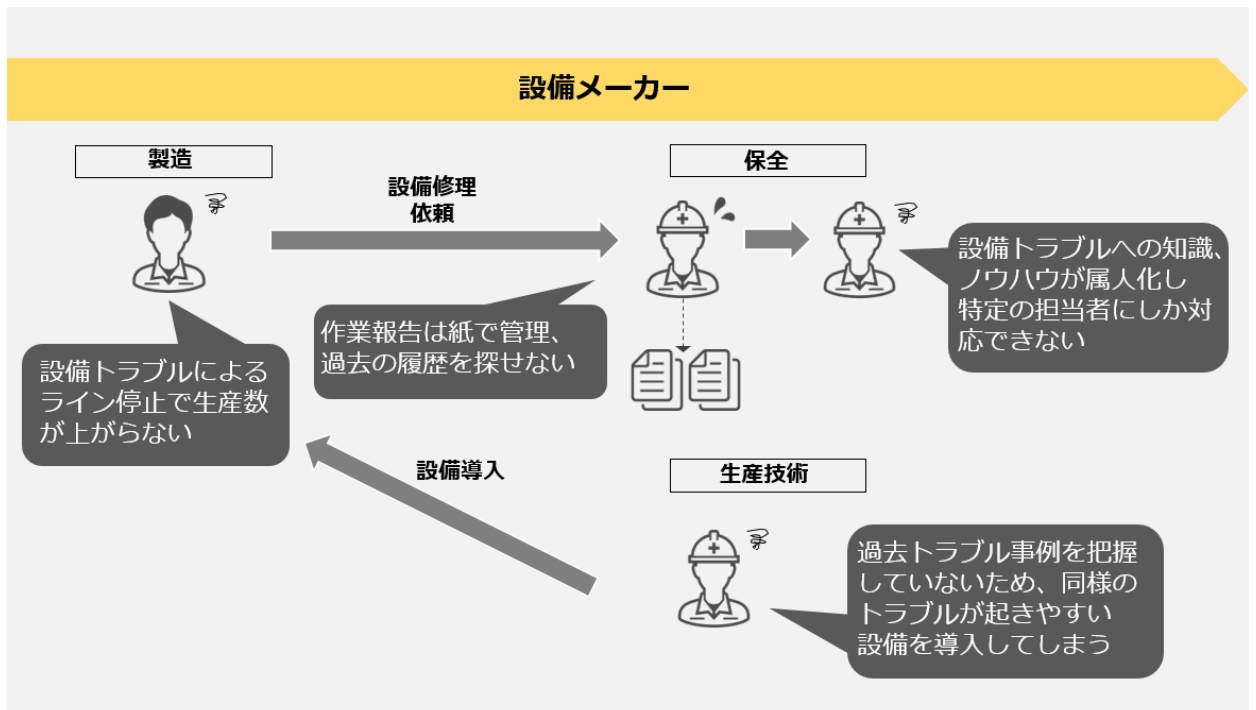 設備メーカー
製造
保全
設備修理
依頼
設備トラブルへの知識、
ノウハウが属人化し
特定の担当者にしか対
応できない
作業報告は紙で管理、
過去の履歴を探せない
設備トラブルによる
ライン停止で生産数
が上がらない
設備導入
生産技術
過去トラブル事例を把握
していないため、同様の
トラブルが起きやすい
設備を導入してしまう